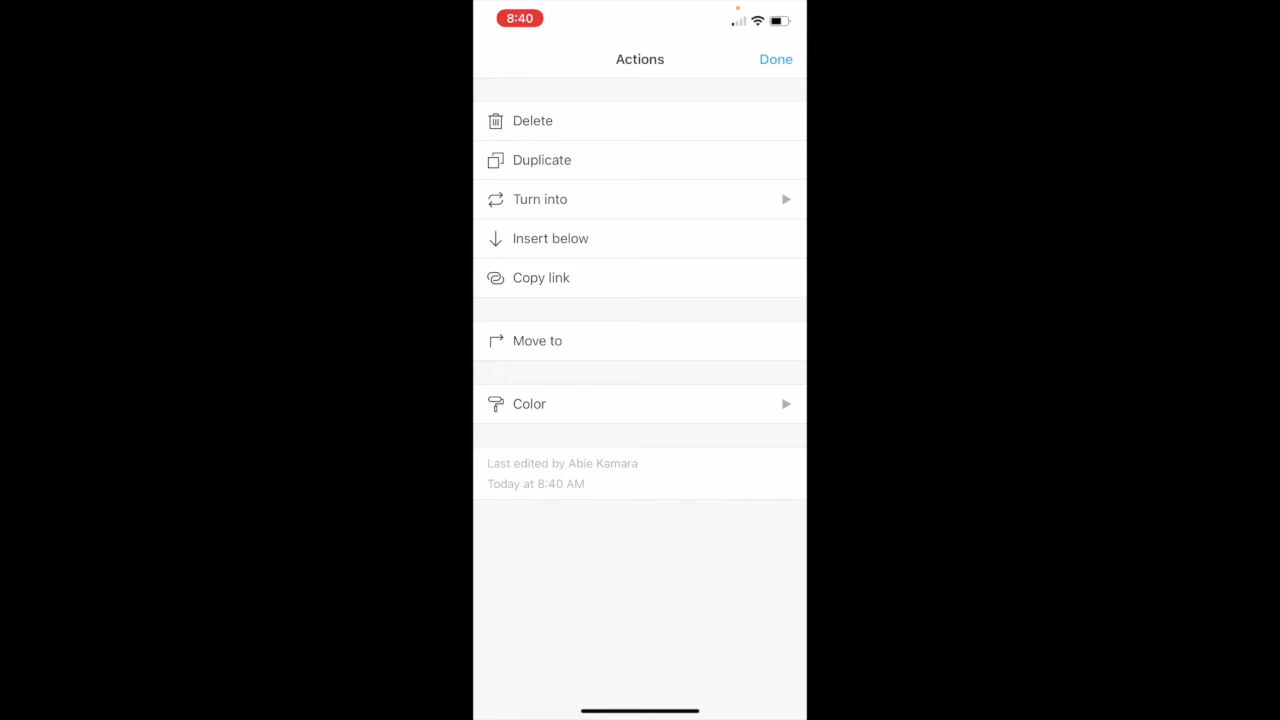 8:40
Actions
Done
Delete
Duplicate
Turn into
Insert below
Copy link
Move to
Color
Last edited by Abie Kamara
Today at 8:40 AM